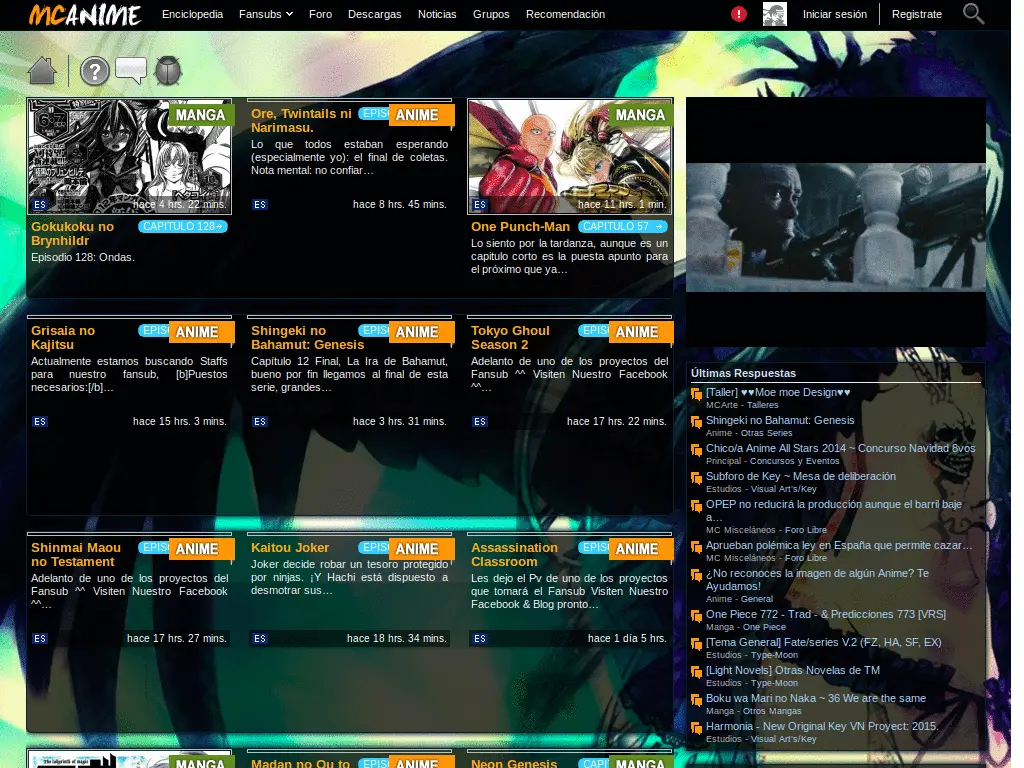 MCANIME
Enciclopedia Fansubs Foro Descargas Noticias Grupos Recomendación Iniciar sesión Registrate
MANGA
ES hace 4 hrs. 22 mins.
Gokukoku no Brynhildr
CAPITULO 128
Episodio 128: Ondas.
Ore, Twintails ni Narimasu.
ANIME
Lo que todos estaban esperando
(especialmente yo): el final de coletas.
Nota mental: no confiar…
ES hace 8 hrs. 45 mins.
MANGA
ES hace 11 hrs. 1 min.
One Punch-Man
CAPITULO 57
Lo siento por la tardanza, aunque es un
capitulo corto es la puesta apunto para
el próximo que ya…
Grisaia no
Kajitsu
ANIME
Actualmente estamos buscando Staffs
para nuestro fansub, [b]Puestos
necesarios:[/b]…
ES hace 15 hrs. 3 mins.
Shingeki no
Bahamut: Genesis
ANIME
Capítulo 12 Final, La Ira de Bahamut,
bueno por fin llegamos al final de esta
serie, grandes…
ES hace 3 hrs. 31 mins.
Tokyo Ghoul
Season 2
ANIME
Adelanto de uno de los proyectos del
Fansub ^^ Visiten Nuestro Facebook
^^…
ES hace 17 hrs. 22 mins.
Shinmai Maou
no Testament
ANIME
Adelanto de uno de los proyectos del
Fansub ^^ Visiten Nuestro Facebook
^^…
ES hace 17 hrs. 27 mins.
Kaitou Joker
ANIME
Joker decide robar un tesoro protegido
por ninjas. ¡Y Hachi está dispuesto a
desmotrar sus…
ES hace 18 hrs. 34 mins.
Assassination
Classroom
ANIME
Les dejo el Pv de uno de los proyectos
que tomará el Fansub Visiten Nuestro
Facebook & Blog pronto…
ES hace 1 día 5 hrs.
MANGA
Madan no Ou to
ANIME
Neon Genesis
MANGA
Últimas Respuestas
[Taller] ♥♥Moe moe Design♥♥
MCArte - Talleres
Shingeki no Bahamut: Genesis
Anime - Otras Series
Chico/a Anime All Stars 2014 ~ Concurso Navidad 8vos
Principal - Concursos y Eventos
Subforo de Key ~ Mesa de deliberación
Estudios - Visual Art's/Key
OPEP no reducirá la producción aunque el barril baje
a…
MC Misceláneos - Foro Libre
Aprueban polémica ley en España que permite cazar…
MC Misceláneos - Foro Libre
¿No reconoces la imagen de algún Anime? Te
Ayudamos!
Anime - General
One Piece 772 - Trad - & Predicciones 773 [VRS]
Manga - One Piece
[Tema General] Fate/series V.2 (FZ, HA, SF, EX)
Estudios - Type-Moon
[Light Novels] Otras Novelas de TM
Estudios - Type-Moon
Boku wa Mari no Naka ~ 36 We are the same
Manga - Otros Mangas
Harmonia - New Original Key VN Proyect: 2015.
Estudios - Visual Art's/Key